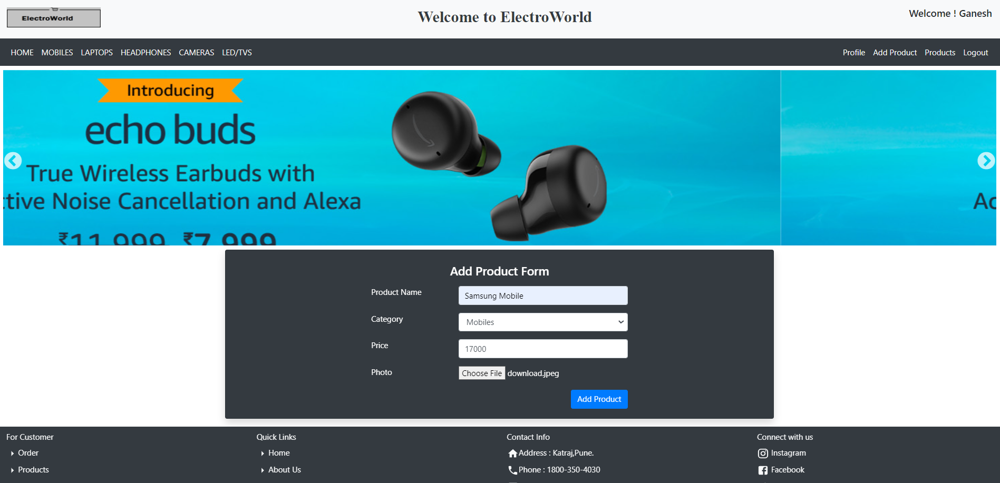 ElectroWorld
Welcome to ElectroWorld
Welcome ! Ganesh
HOME MOBILES LAPTOPS HEADPHONES CAMERAS LED/TVS
Profile Add Product Products Logout
Introducing
echo buds
True Wireless Earbuds with
ctive Noise Cancellation and Alexa
Ac
₹11,999 ₹7,999
Add Product Form
Product Name
Samsung Mobile
Category
Mobiles
Price
17000
Photo
Choose File download.jpeg
Add Product
For Customer
Order
Products
Quick Links
Home
About Us
Contact Info
Address : Katraj,Pune.
Phone : 1800-350-4030
Connect with us
Instagram
Facebook